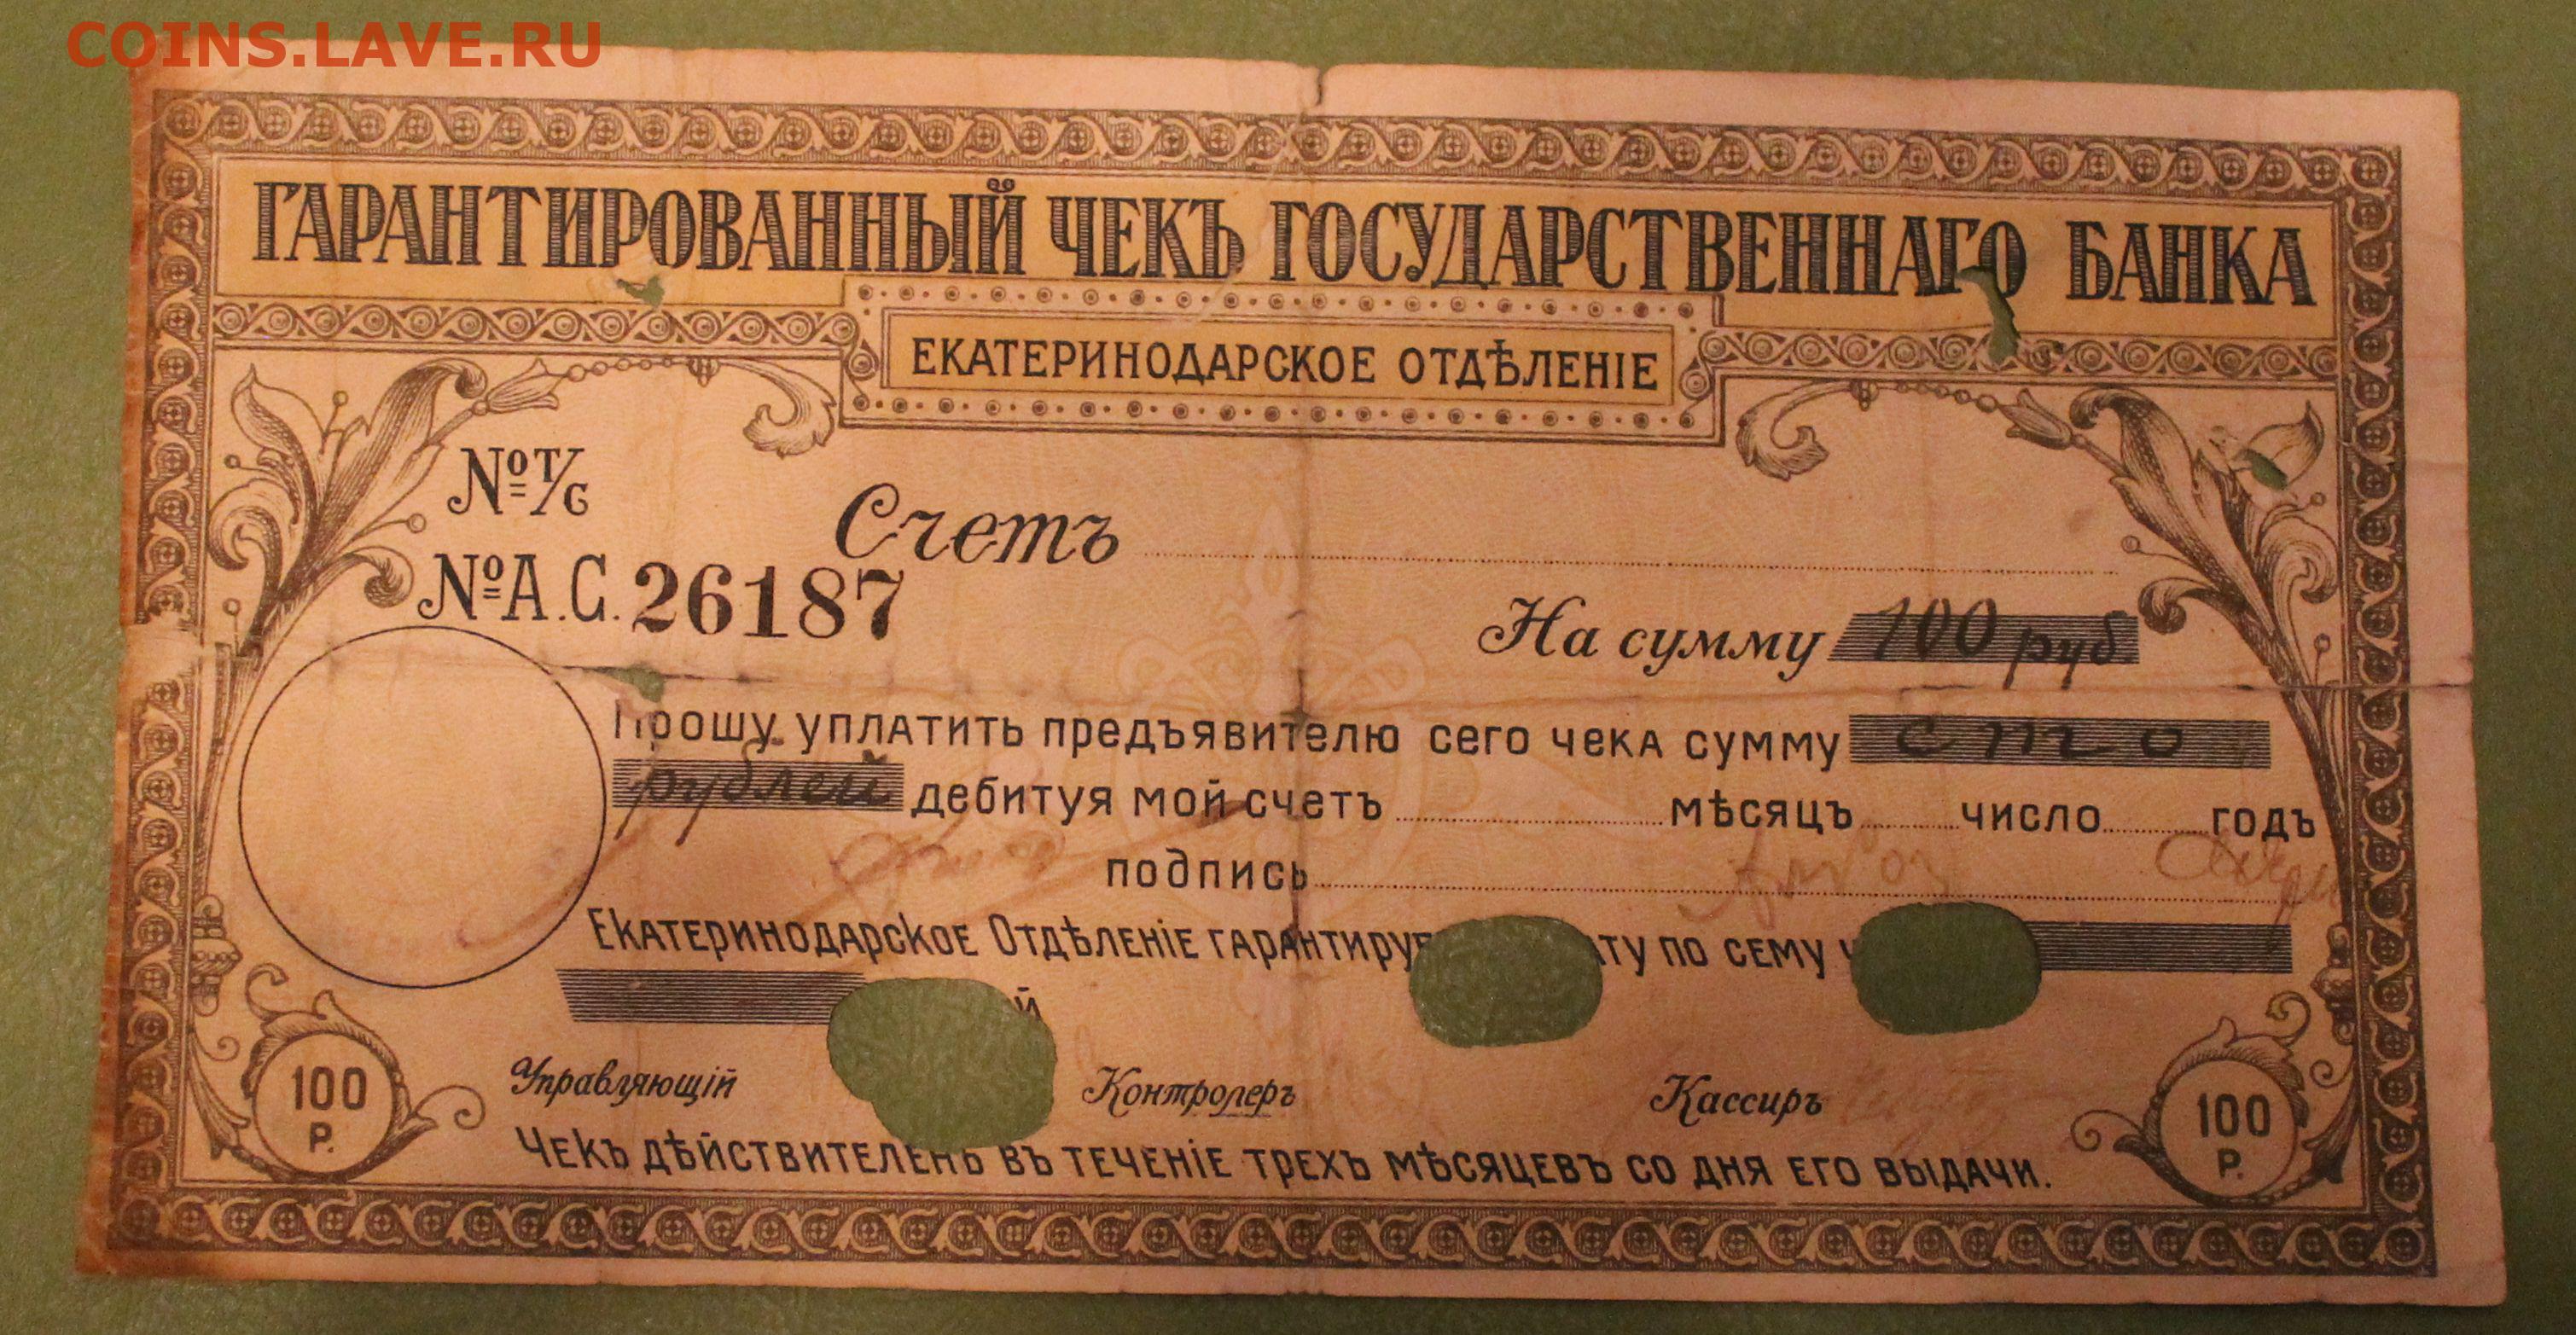 COINS.LAVE.RU
ГАРАНТИРОВАННЫЙ ЧЕКЪ ГОСУДАРСТВЕННАГО БАНКА
ЕКАТЕРИНОДАРСКОЕ ОТДѢЛЕНІЕ
№ Т/С
Счетъ
№ А.С. 26187
На сумму 100 руб.
Прошу уплатить предъявителю сего чека сумму сто
рублей дебитуя мой счетъ мѣсяцъ число годъ
подпись
Екатеринодарское Отдѣленіе по сему
Управляющій Контролеръ Кассиръ
100 Р.
100 Р.
Чекъ дѣйствителенъ въ теченіе трехъ мѣсяцевъ со дня его выдачи.